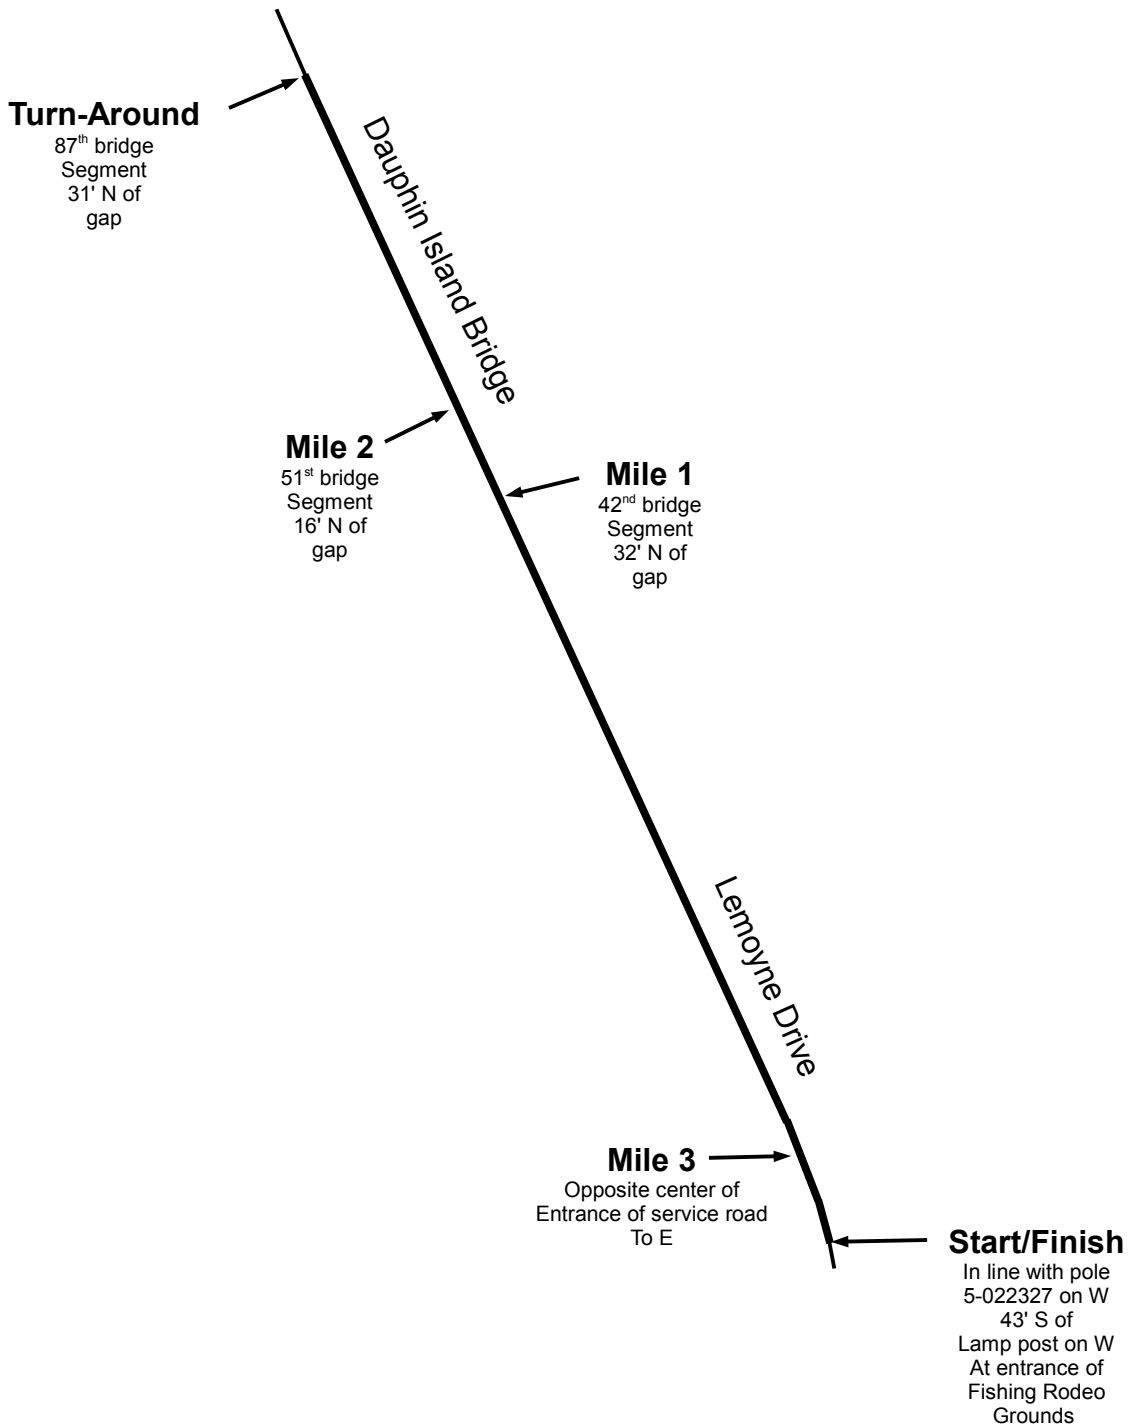 Turn-Around
87th bridge
Segment
31' N of
gap
Dauphin Island Bridge
Mile 2
51st bridge
Segment
16' N of
gap
Mile 1
42nd bridge
Segment
32' N of
gap
Lemoyne Drive
Mile 3
Opposite center of
Entrance of service road
To E
Start/Finish
In line with pole
5-022327 on W
43' S of
Lamp post on W
At entrance of
Fishing Rodeo
Grounds